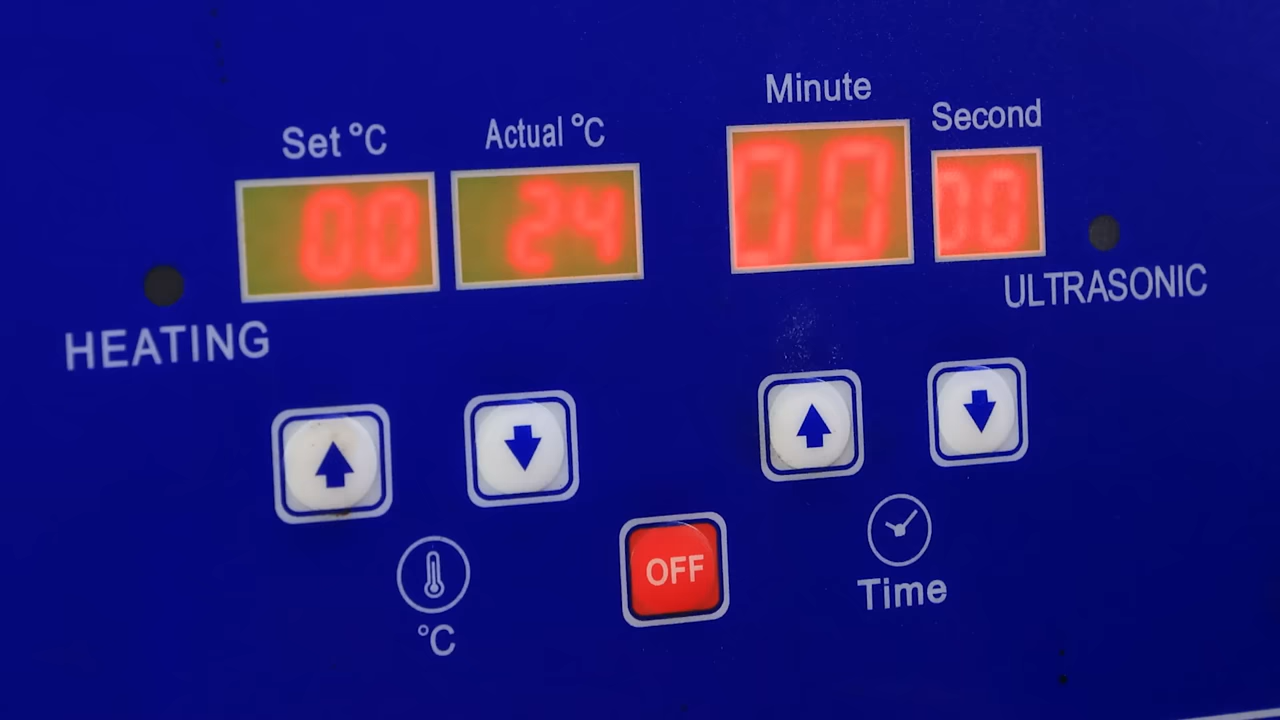 Set °C
Actual °C
Minute
Second
00
24
00
00
HEATING
ULTRASONIC
OFF
°C
Time